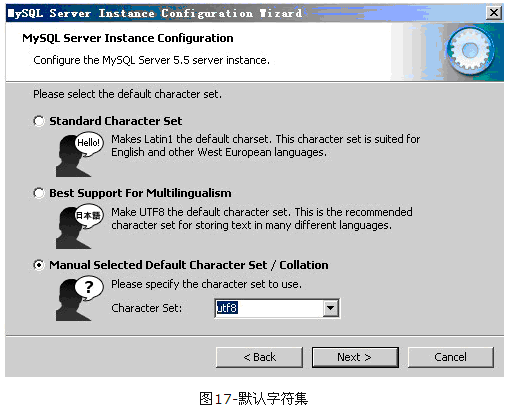 MySQL Server Instance Configuration Wizard
MySQL Server Instance Configuration
Configure the MySQL Server 5.5 server instance.
Please select the default character set.
Standard Character Set
Hello!
Makes Latin1 the default charset. This character set is suited for
English and other West European languages.
Best Support For Multilingualism
日本語
Make UTF8 the default character set. This is the recommended
character set for storing text in many different languages.
Manual Selected Default Character Set / Collation
?
Please specify the character set to use.
Character Set:
utf8
< Back
Next >
Cancel
图17-默认字符集